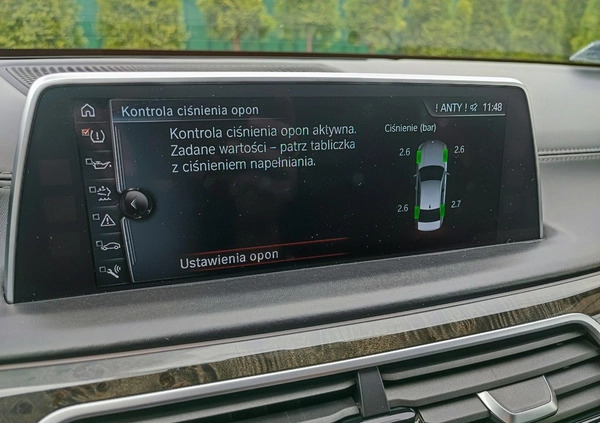 Kontrola ciśnienia opon
! ANTY ! 11:48
Kontrola ciśnienia opon aktywna.
Zadane wartości – patrz tabliczka
z ciśnieniem napełniania.
Ciśnienie (bar)
2.6 2.6
2.6 2.7
Ustawienia opon